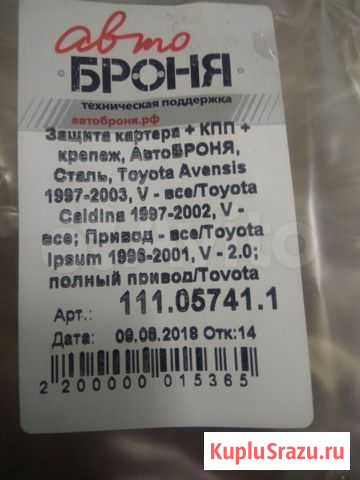 авто
БРОНЯ
техническая поддержка
автоброня.рф
Защита картера + КПП +
крепеж, АвтоБРОНЯ,
Сталь, Toyota Avensis
1997-2003, V - все/Toyota
Caldina 1997-2002, V -
все; Привод - все/Toyota
Ipsum 1996-2001, V - 2.0;
полный привод/Toyota
Арт.: 111.05741.1
Дата: 09.08.2018 Отк:14
2 200000 015365
KupluSrazu.ru